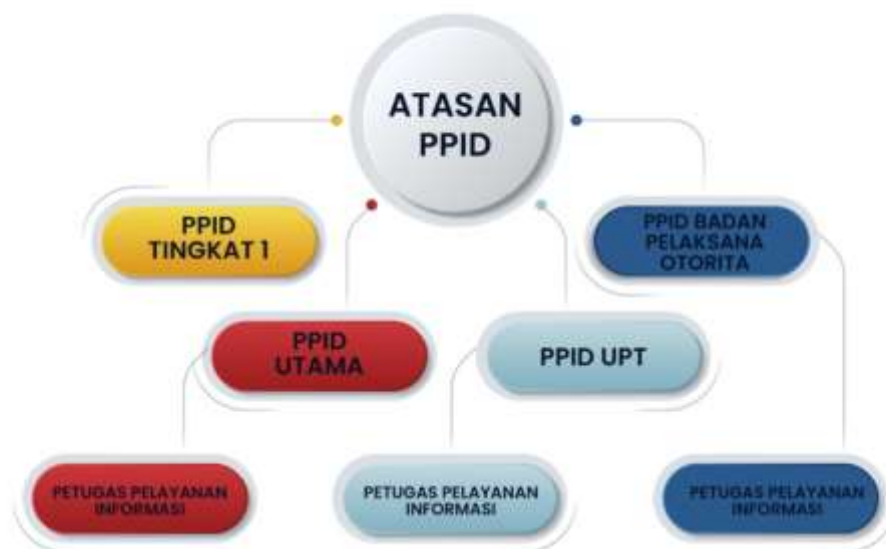 ATASAN
PPID
PPID
TINGKAT 1
PPID BADAN
PELAKSANA
OTORITA
PPID
UTAMA
PPID UPT
PETUGAS PELAYANAN
INFORMASI
PETUGAS PELAYANAN
INFORMASI
PETUGAS PELAYANAN
INFORMASI